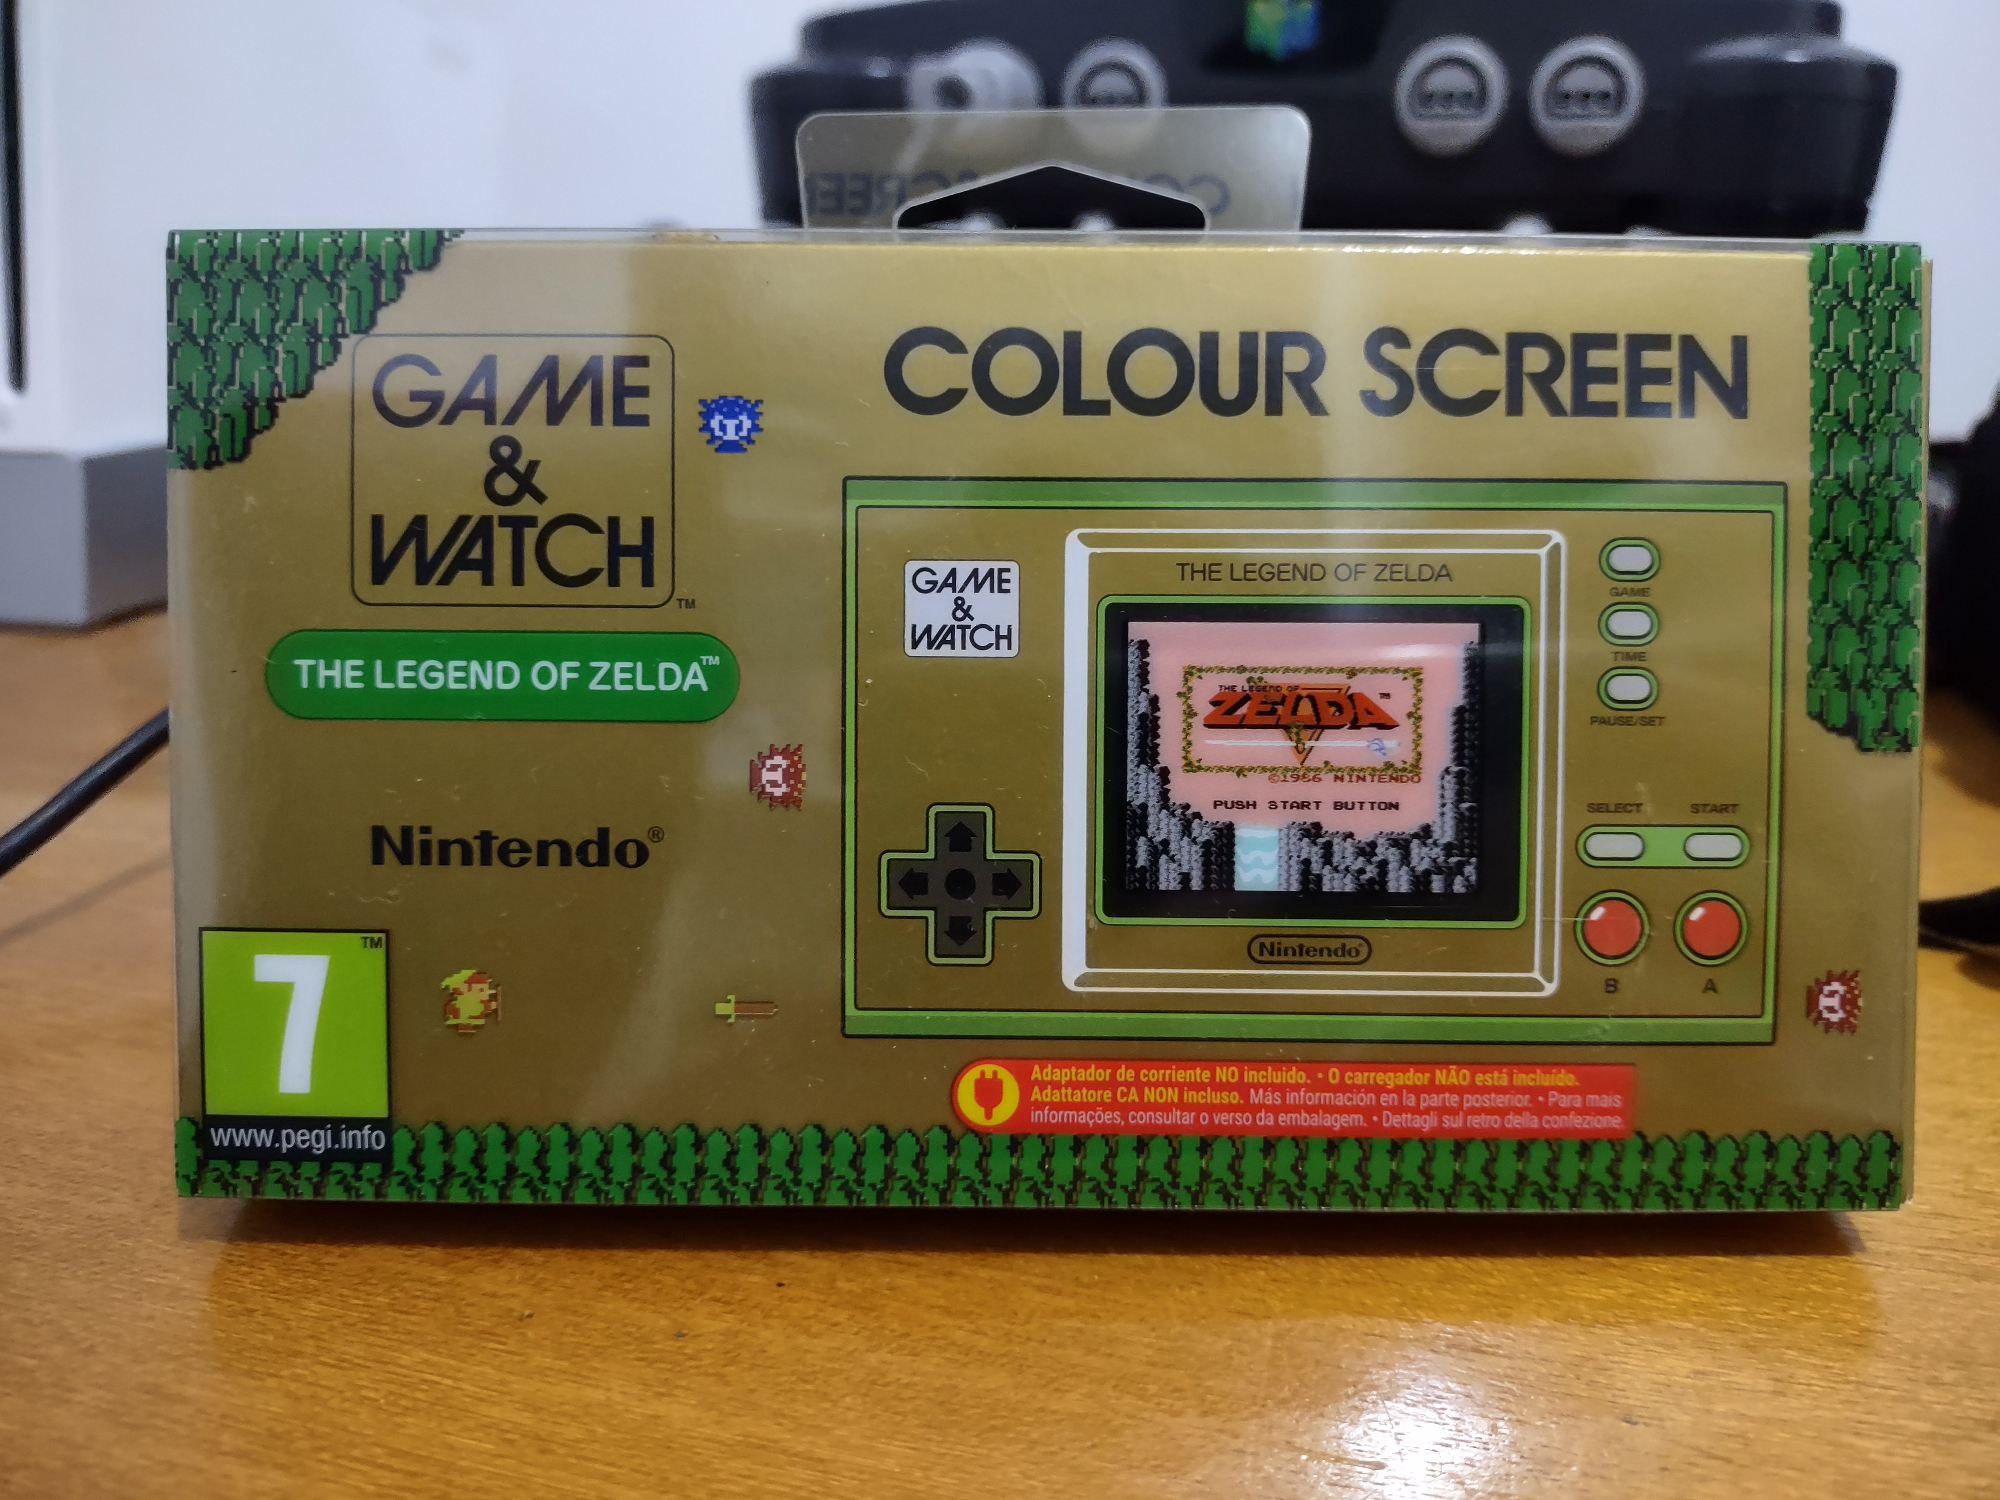 GAME
&
WATCH
TM
THE LEGEND OF ZELDA™
Nintendo®
7
TM
www.pegi.info
COLOUR SCREEN
GAME
&
WATCH
THE LEGEND OF ZELDA
THE LEGEND OF
ZELDA™
©1986 NINTENDO
PUSH START BUTTON
Nintendo®
GAME
TIME
PAUSE/SET
SELECT START
B A
Adaptador de corriente NO incluido. • O carregador NÃO está incluído.
Adattatore CA NON incluso. Más información en la parte posterior. • Para mais
informações, consultar o verso da embalagem. • Dettagli sul retro della confezione.